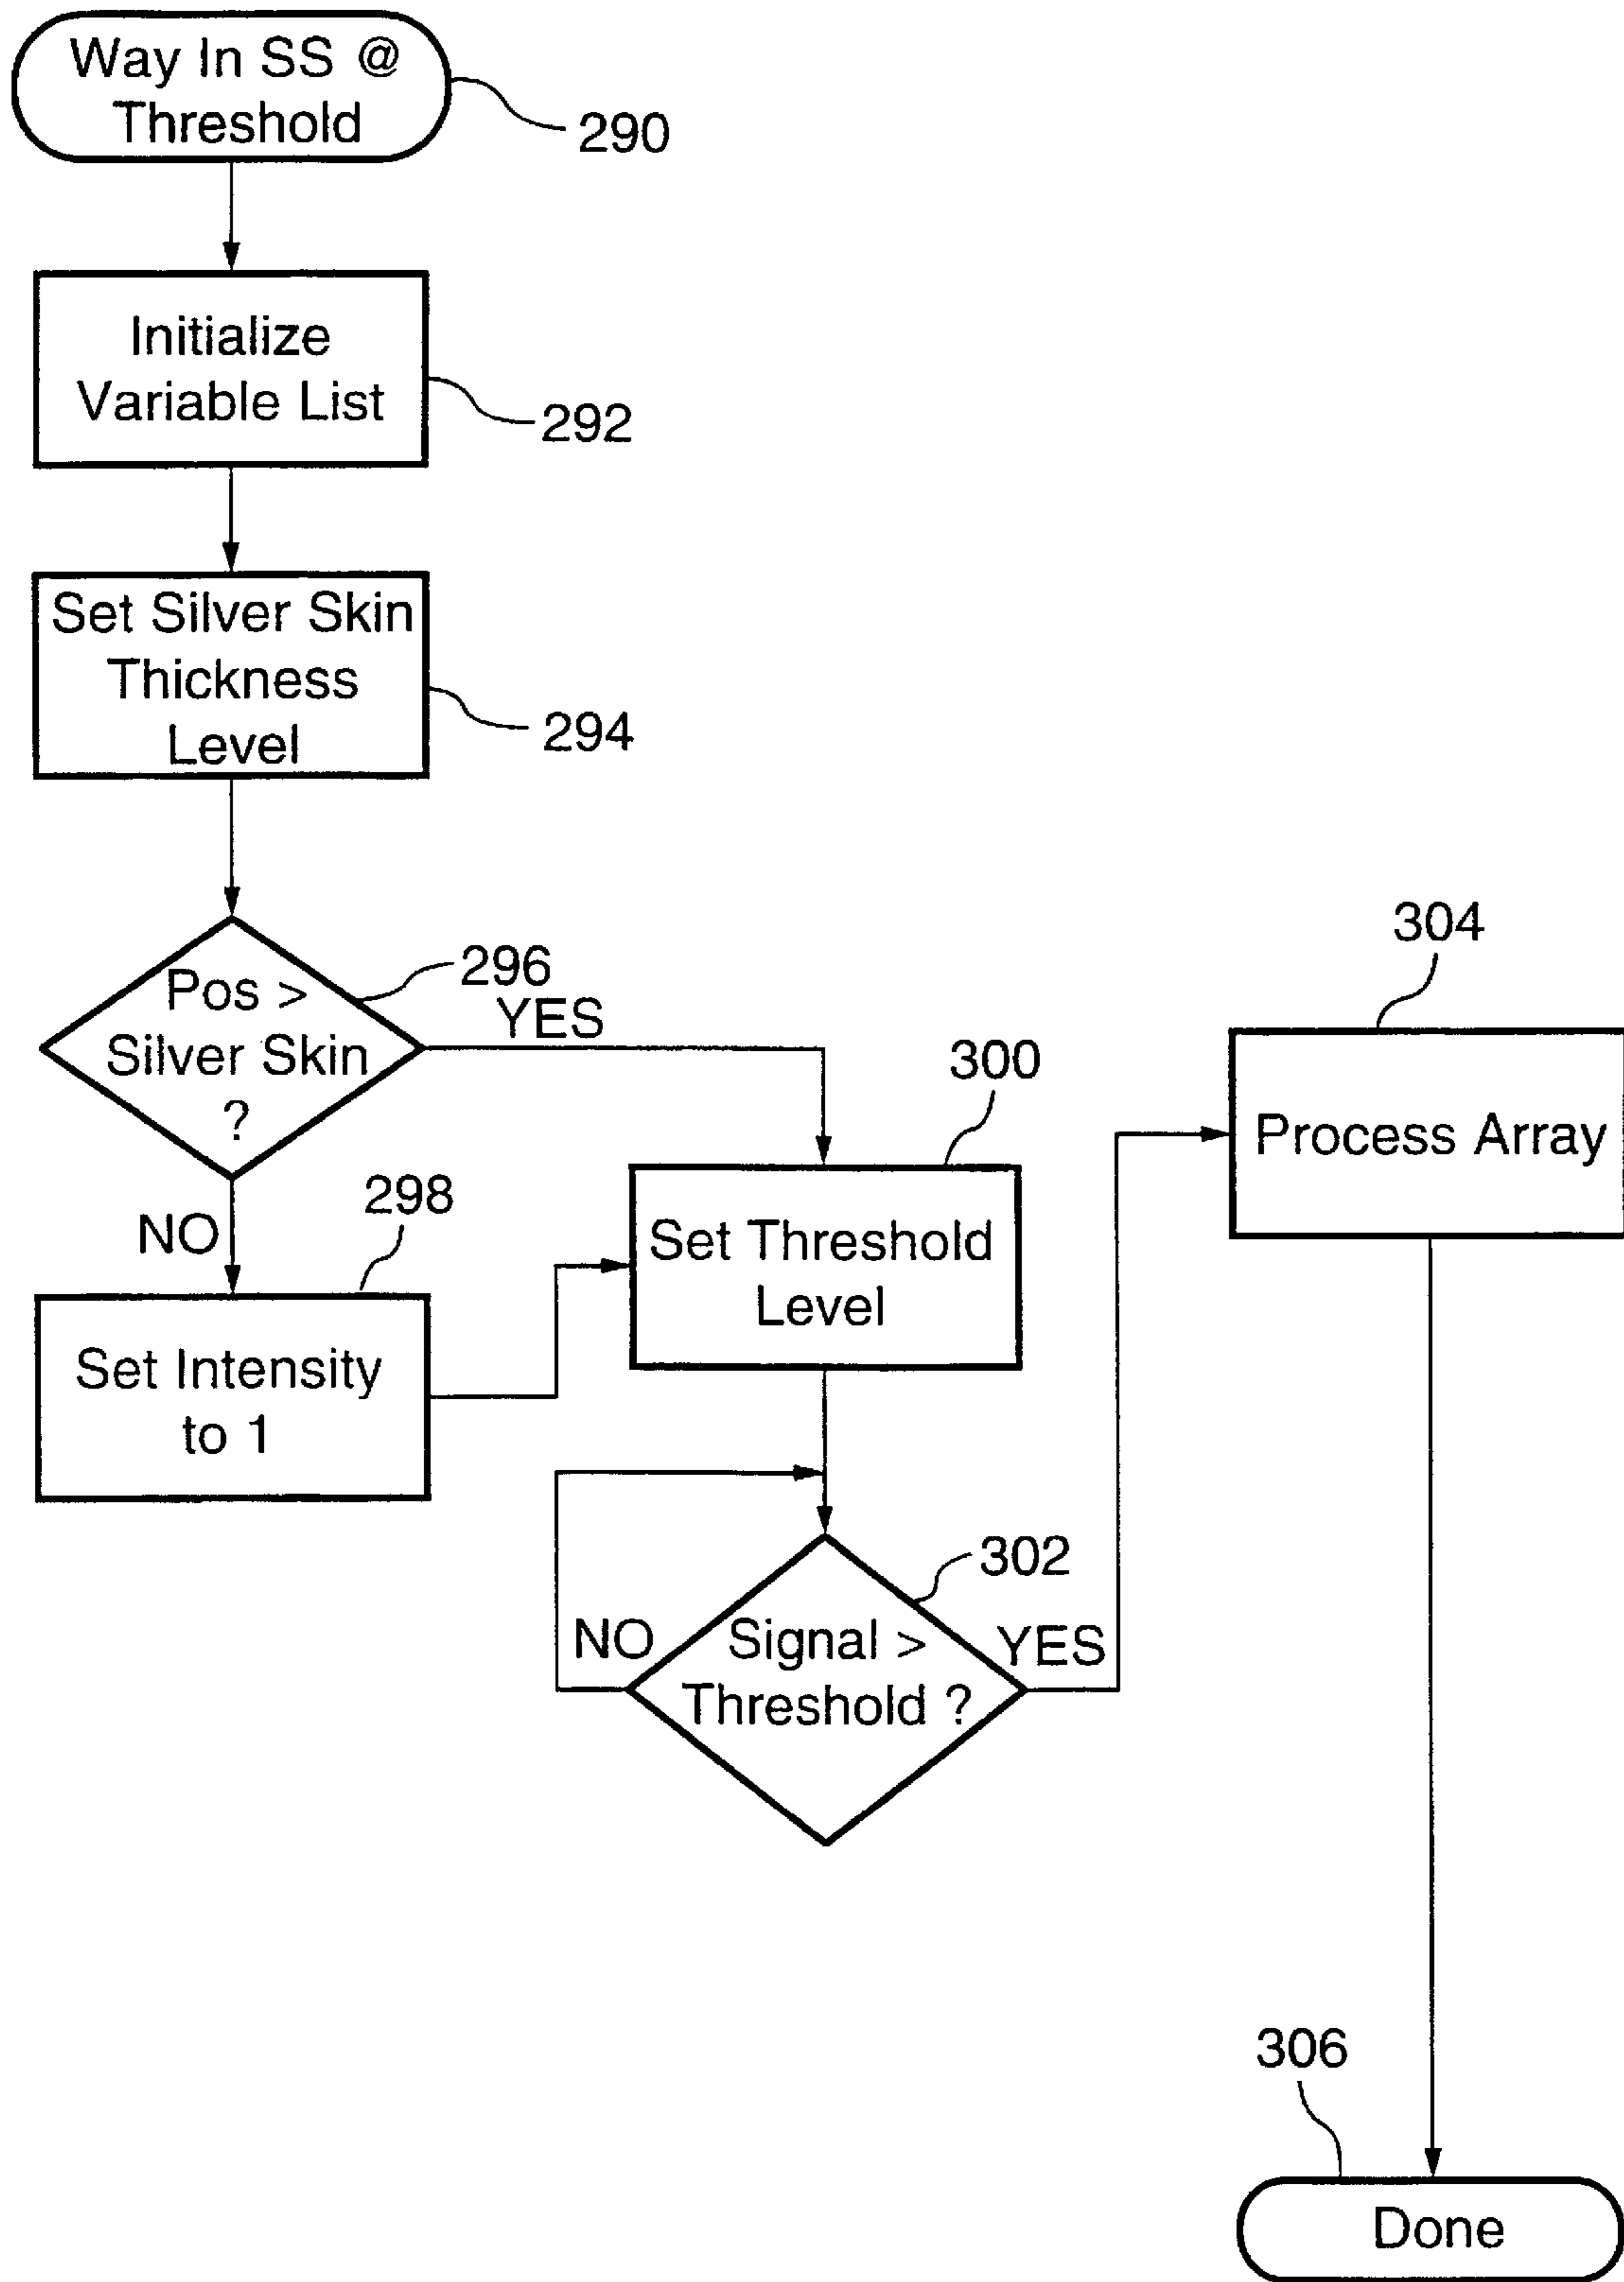 Way In SS @
Threshold
290
Initialize
Variable List
292
Set Silver Skin
Thickness
Level
294
Pos >
Silver Skin
?
296
YES
NO
298
Set Intensity
to 1
300
Set Threshold
Level
302
Signal >
Threshold ?
NO
YES
304
Process Array
306
Done